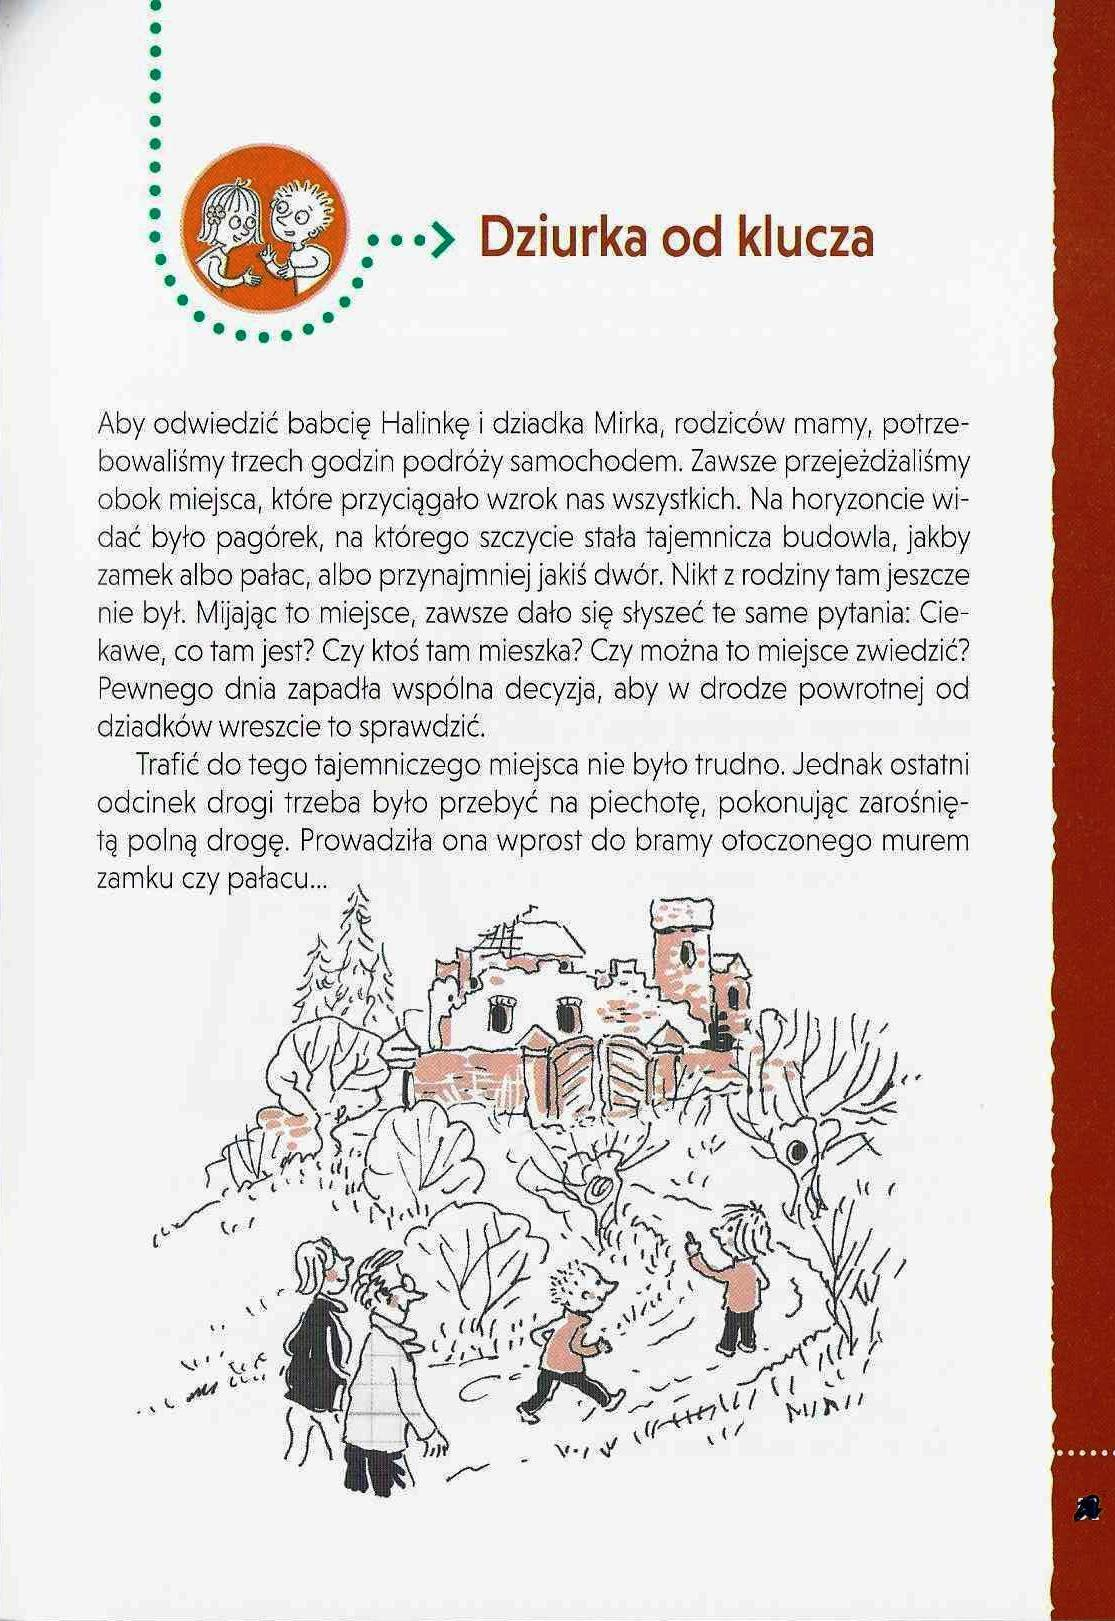 Dziurka od klucza
Aby odwiedzić babcię Halinkę i dziadka Mirka, rodziców mamy, potrze-
bowaliśmy trzech godzin podróży samochodem. Zawsze przejeżdżaliśmy
obok miejsca, które przyciągało wzrok nas wszystkich. Na horyzoncie wi-
dać było pagórek, na którego szczycie stała tajemnicza budowla, jakby
zamek albo pałac, albo przynajmniej jakiś dwór. Nikt z rodziny tam jeszcze
nie był. Mijając to miejsce, zawsze dało się słyszeć te same pytania: Cie-
kawe, co tam jest? Czy ktoś tam mieszka? Czy można to miejsce zwiedzić?
Pewnego dnia zapadła wspólna decyzja, aby w drodze powrotnej od
dziadków wreszcie to sprawdzić.
Trafić do tego tajemniczego miejsca nie było trudno. Jednak ostatni
odcinek drogi trzeba było przebyć na piechotę, pokonując zarośnię-
tą polną drogę. Prowadziła ona wprost do bramy otoczonego murem
zamku czy pałacu...